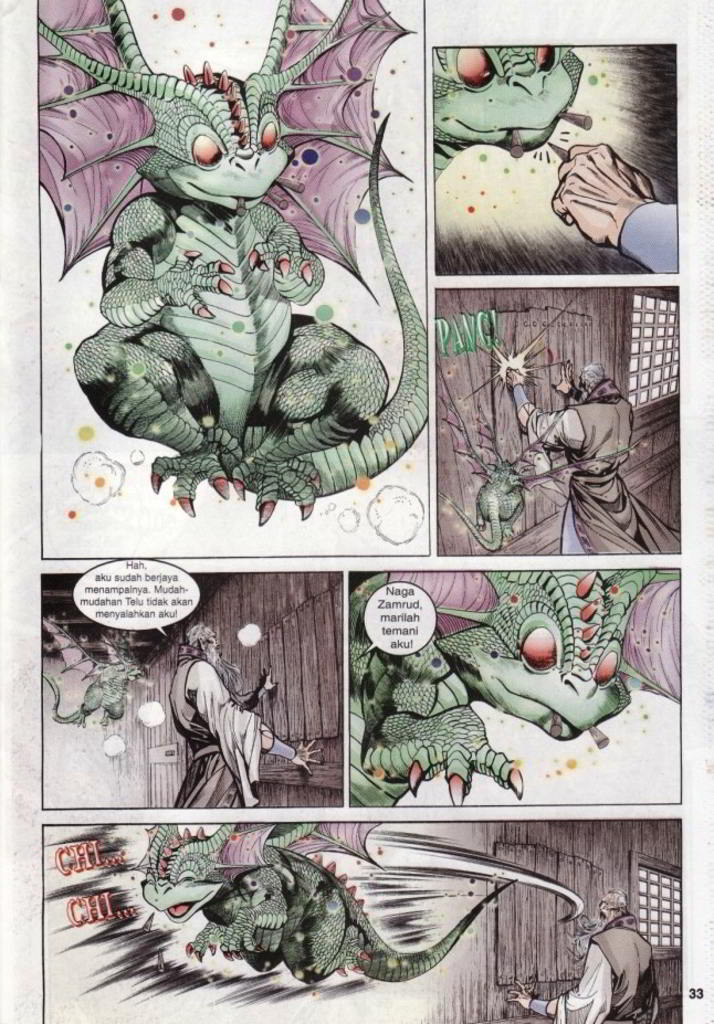 PANG!
Hah,
aku sudah berjaya
menampalnya. Mudah-
mudahan Telu tidak akan
menyalahkan aku!
Naga
Zamrud,
marilah
temani
aku!
CHI...
CHI...
33